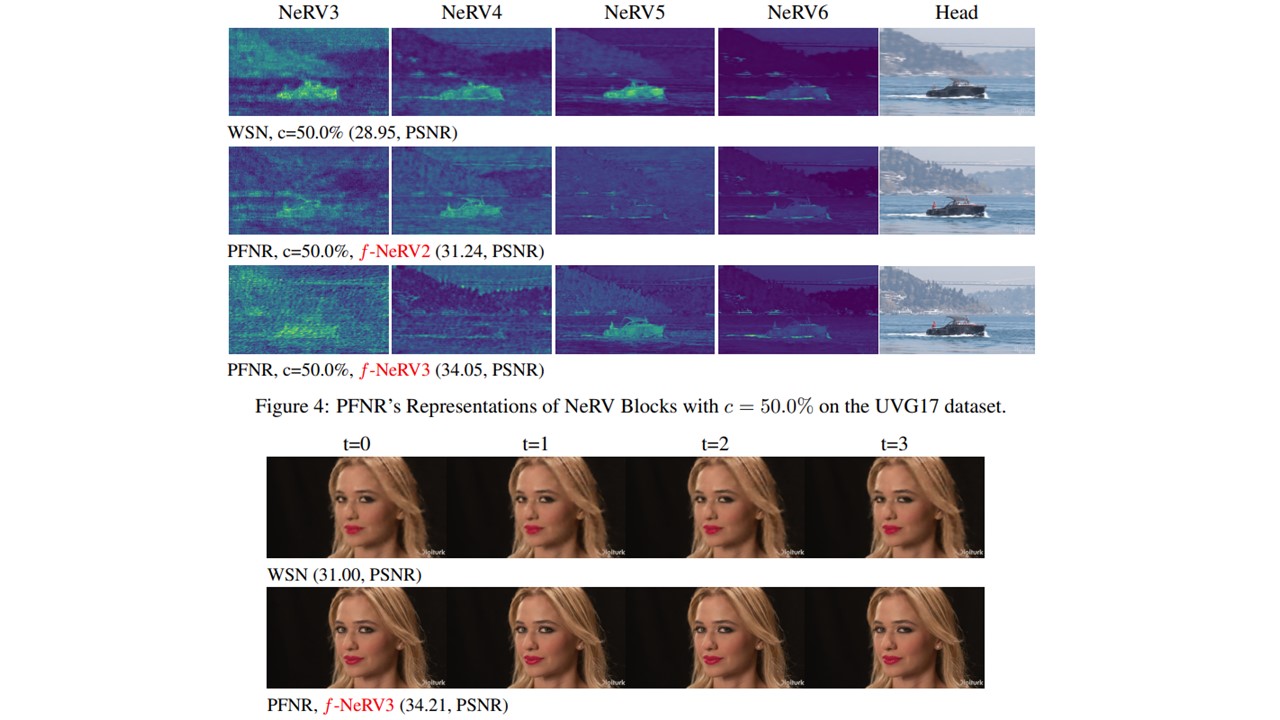 NeRV3 NeRV4 NeRV5 NeRV6 Head
WSN, c=50.0% (28.95, PSNR)
PFNR, c=50.0%, f-NeRV2 (31.24, PSNR)
PFNR, c=50.0%, f-NeRV3 (34.05, PSNR)
Figure 4: PFNR's Representations of NeRV Blocks with c = 50.0% on the UVG17 dataset.
t=0 t=1 t=2 t=3
WSN (31.00, PSNR)
PFNR, f-NeRV3 (34.21, PSNR)